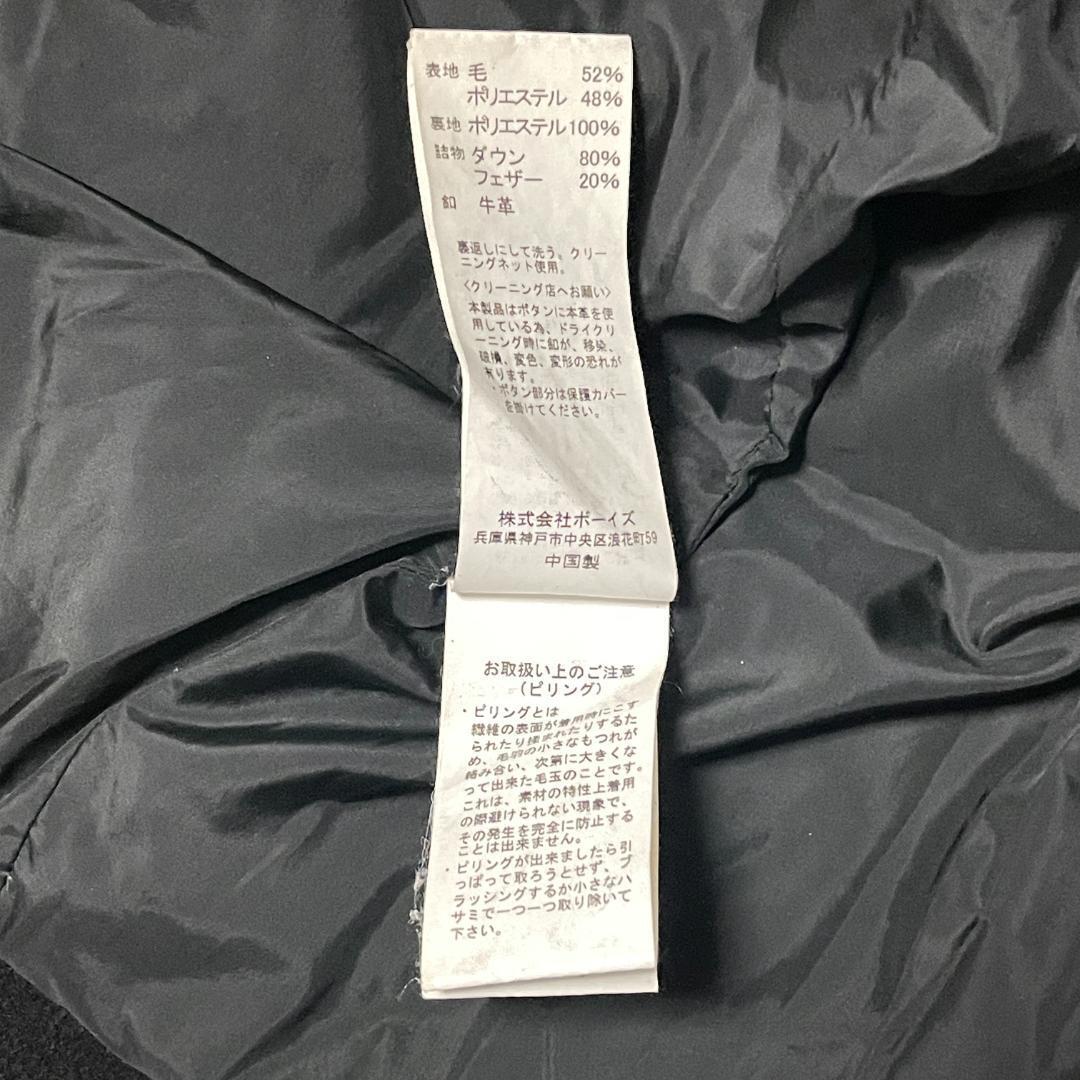 表地 毛 52%
ポリエステル 48%
裏地 ポリエステル100%
詰物 ダウン 80%
フェザー 20%
釦 牛革
裏返しにして洗う。クリー
ニングネット使用。
〈クリーニング店へお願い〉
本製品はボタンに本革を使
用している為、ドライクリ
ーニング時に釦が、移染、
破損、変色、変形の恐れが
有ります。
・ボタン部分は保護カバー
を掛けてください。
株式会社ボーイズ
兵庫県神戸市中央区浪花町59
中国製
お取扱い上のご注意
(ピリング)
・ピリングとは
繊維の表面が着用時にこす
られたり揉まれたりするた
め、毛羽の小さなもつれが
絡み合い、次第に大きくな
って出来た毛玉のことです。
これは、素材の特性上着用
の際避けられない現象で、
その発生を完全に防止する
ことは出来ません。
・ピリングが出来ましたら引
っぱって取ろうとせず、ブ
ラッシングするか小さなハ
サミで一つ一つ取り除いて
下さい。